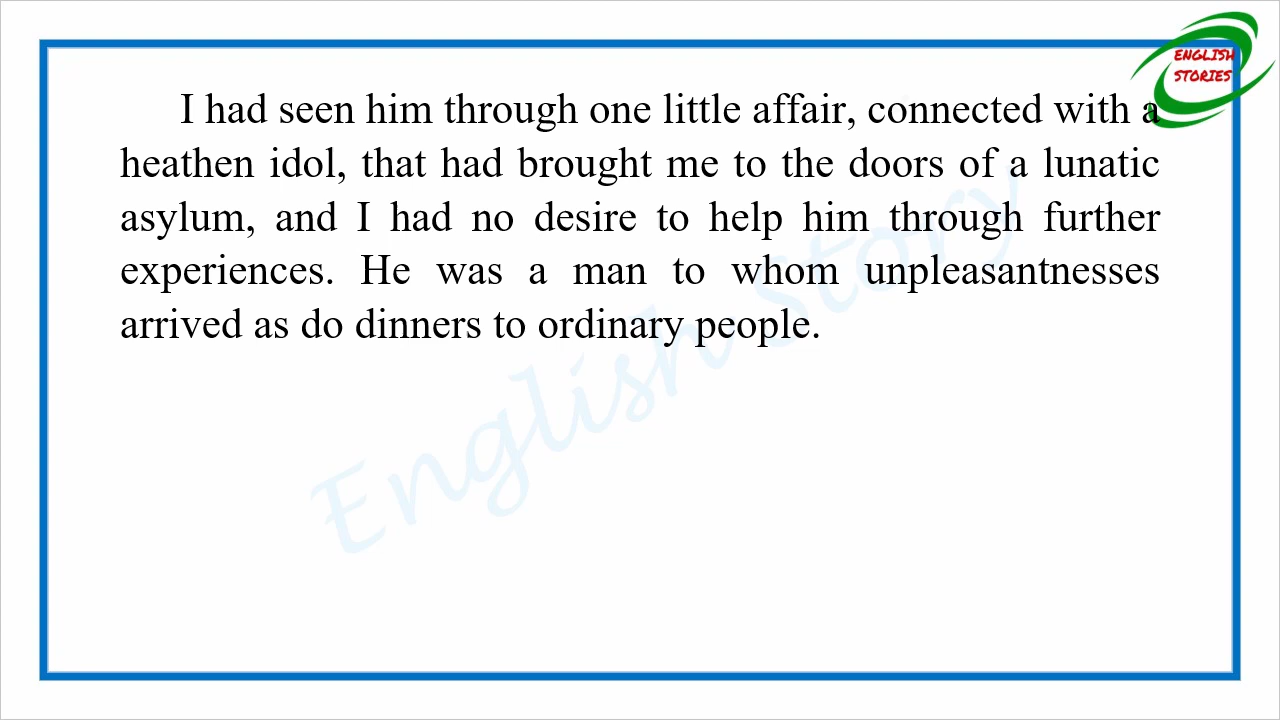 ENGLISH
STORIES
I had seen him through one little affair, connected with a
heathen idol, that had brought me to the doors of a lunatic
asylum, and I had no desire to help him through further
experiences. He was a man to whom unpleasantnesses
arrived as do dinners to ordinary people.
English Story